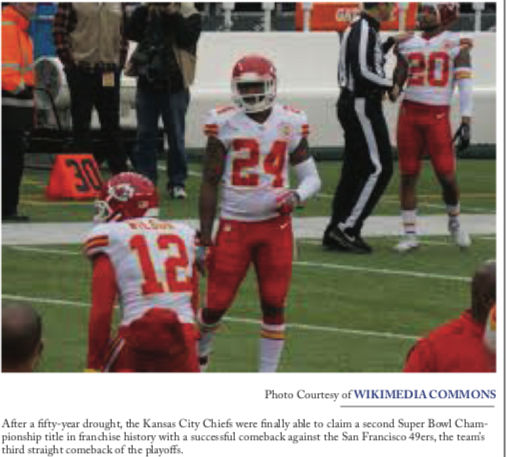 GAT
20
24
30
WILSON
12
Photo Courtesy of WIKIMEDIA COMMONS
After a fifty-year drought, the Kansas City Chiefs were finally able to claim a second Super Bowl Cham-
pionship title in franchise history with a successful comeback against the San Francisco 49ers, the team's
third straight comeback of the playoffs.